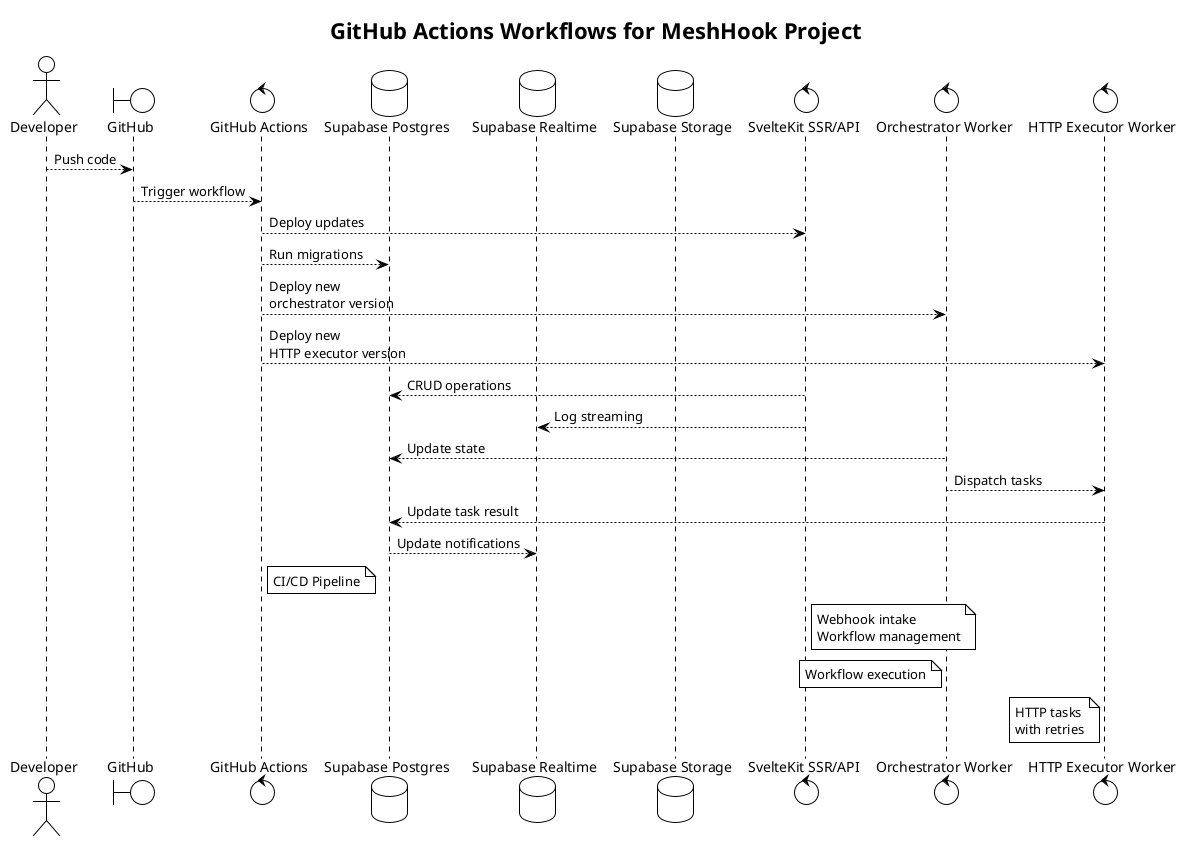 GitHub Actions Workflows for MeshHook Project
Developer
GitHub
GitHub Actions
Supabase Postgres
Supabase Realtime
Supabase Storage
SvelteKit SSR/API
Orchestrator Worker
HTTP Executor Worker
Push code
Trigger workflow
Deploy updates
Run migrations
Deploy new
orchestrator version
Deploy new
HTTP executor version
CRUD operations
Log streaming
Update state
Dispatch tasks
Update task result
Update notifications
CI/CD Pipeline
Webhook intake
Workflow management
Workflow execution
HTTP tasks
with retries
Developer
GitHub
GitHub Actions
Supabase Postgres
Supabase Realtime
Supabase Storage
SvelteKit SSR/API
Orchestrator Worker
HTTP Executor Worker